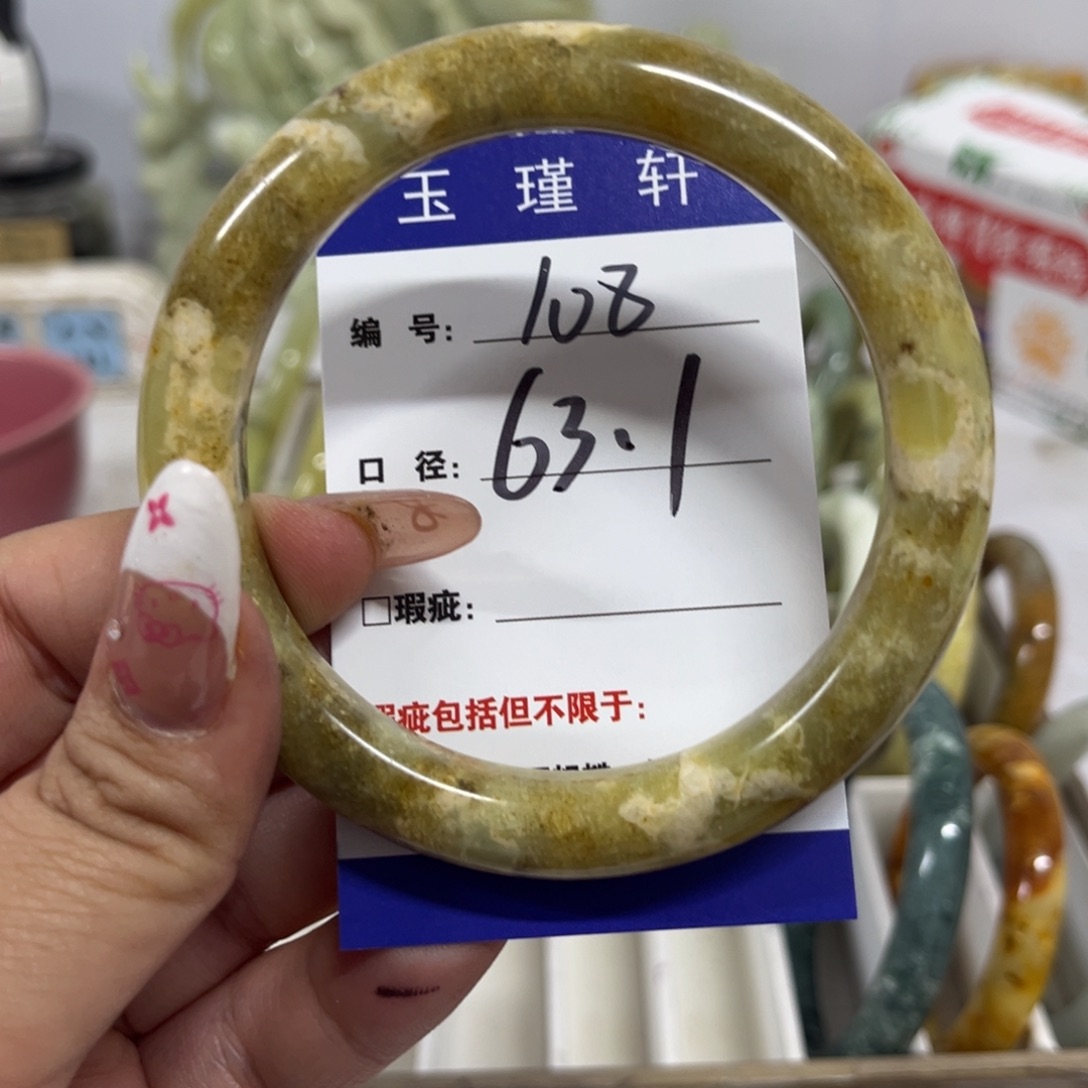 玉瑾轩
编号: 108
口径: 63.1
□瑕疵:
瑕疵包括但不限于: